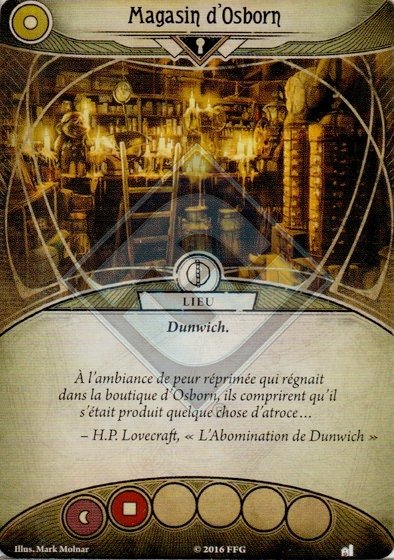 Magasin d'Osborn
LIEU
Dunwich.
À l'ambiance de peur réprimée qui régnait
dans la boutique d'Osborn, ils comprirent qu'il
s'était produit quelque chose d'atroce…
– H.P. Lovecraft, « L'Abomination de Dunwich »
Illus. Mark Molnar
© 2016 FFG